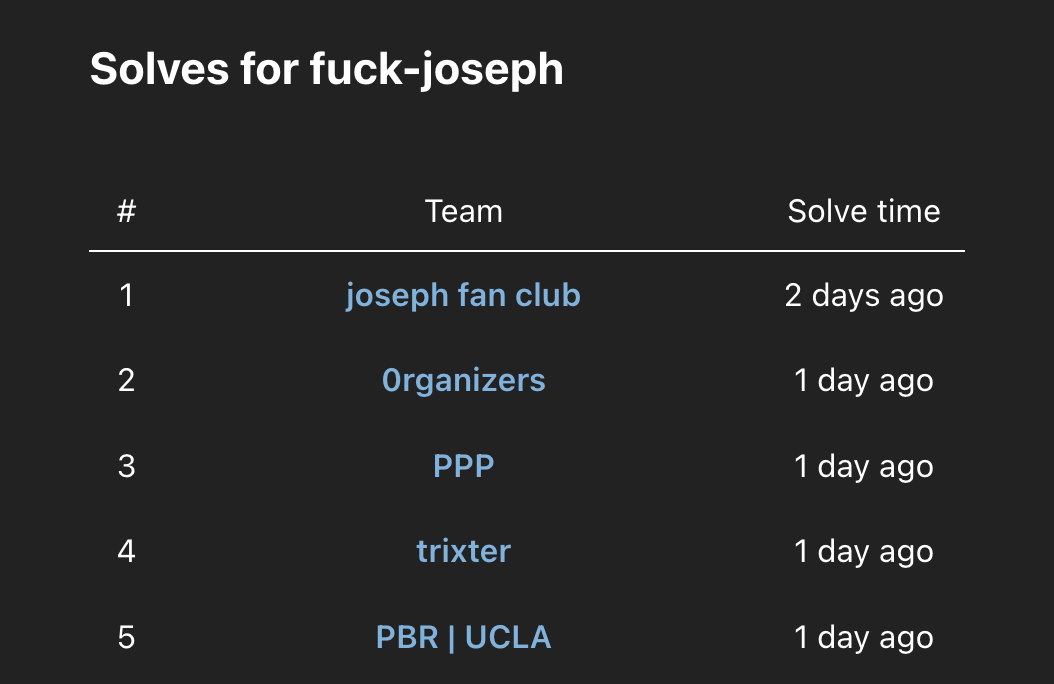 Solves for fuck-joseph
# Team Solve time
1 joseph fan club 2 days ago
2 0rganizers 1 day ago
3 PPP 1 day ago
4 trixter 1 day ago
5 PBR | UCLA 1 day ago